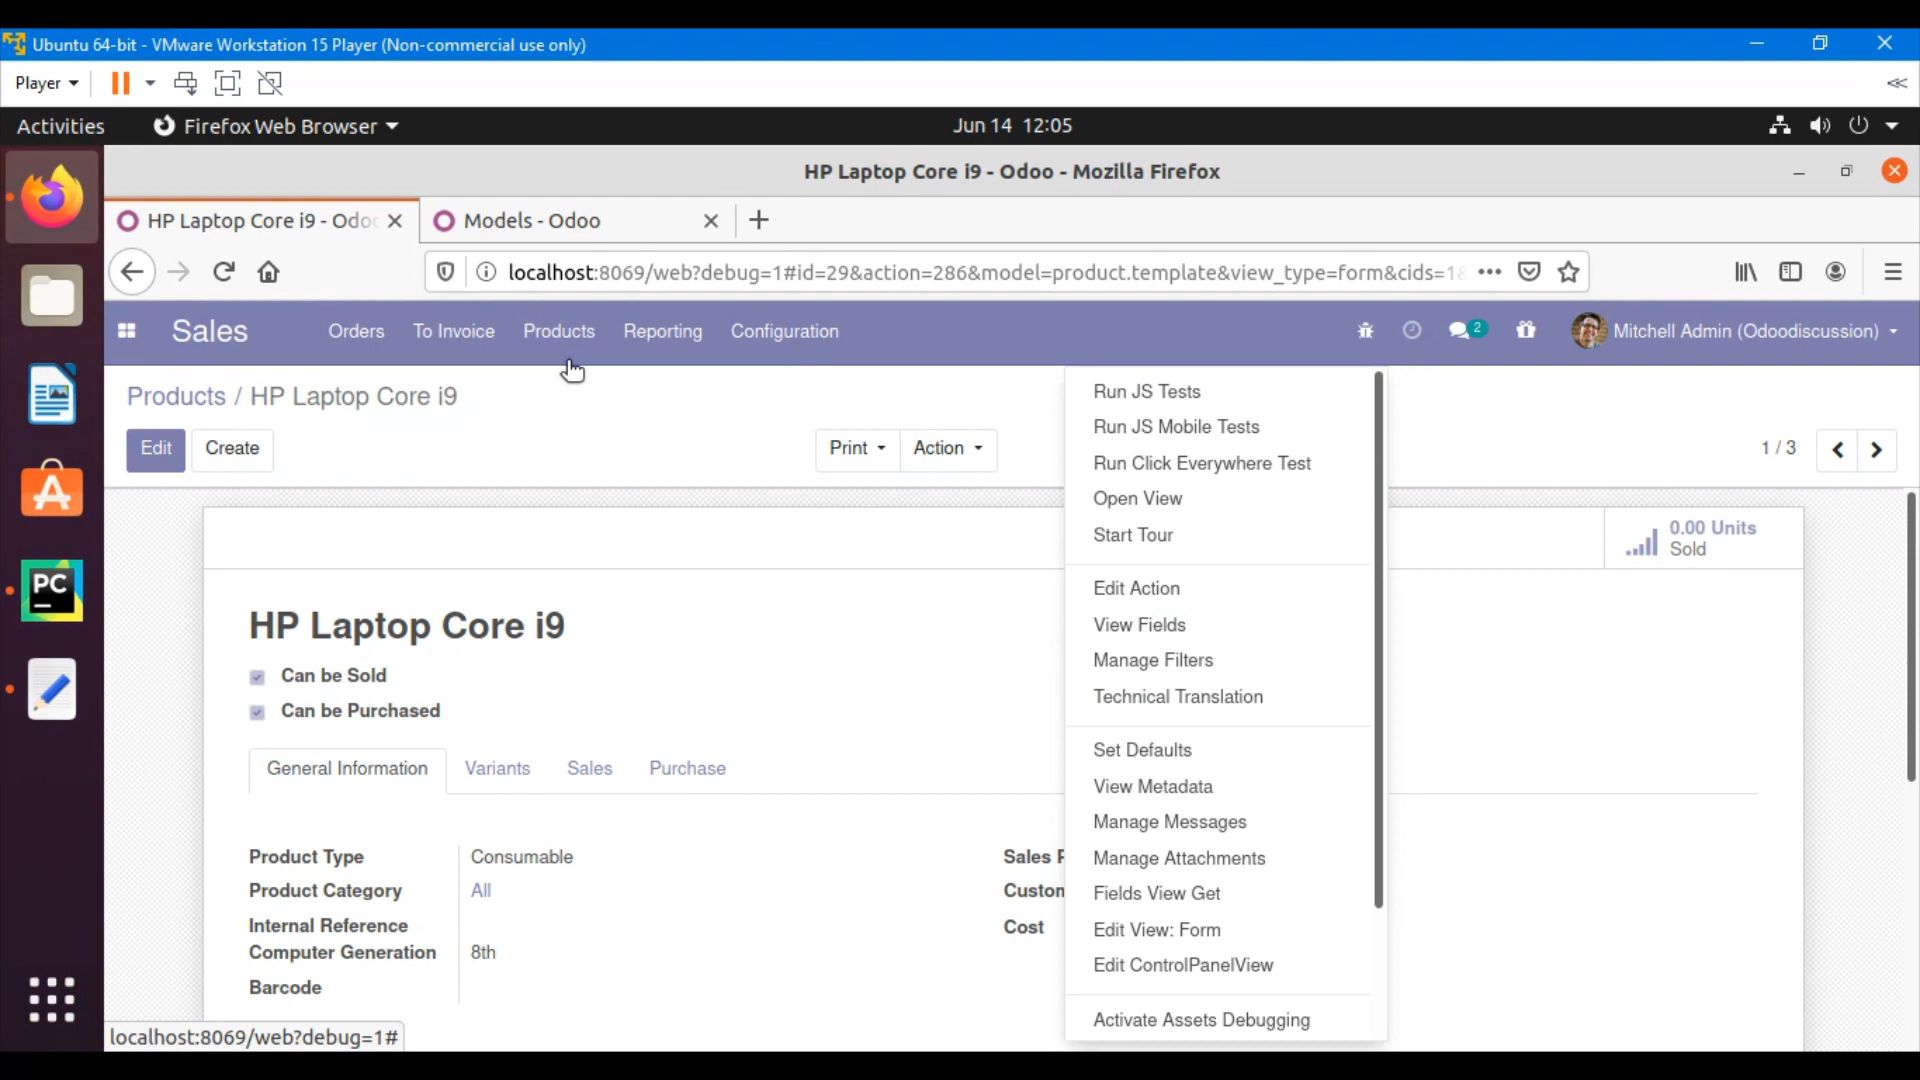 Ubuntu 64-bit - VMware Workstation 15 Player (Non-commercial use only)
Player
Activities
Firefox Web Browser
Jun 14 12:05
HP Laptop Core i9 - Odoo - Mozilla Firefox
HP Laptop Core i9 - Odoo
Models - Odoo
localhost:8069/web?debug=1#id=29&action=286&model=product.template&view_type=form&cids=1&
Sales
Orders
To Invoice
Products
Reporting
Configuration
2
Mitchell Admin (Odoodiscussion)
Products / HP Laptop Core i9
Edit
Create
Print
Action
1 / 3
Run JS Tests
Run JS Mobile Tests
Run Click Everywhere Test
Open View
Start Tour
Edit Action
View Fields
Manage Filters
Technical Translation
Set Defaults
View Metadata
Manage Messages
Manage Attachments
Fields View Get
Edit View: Form
Edit ControlPanelView
Activate Assets Debugging
0.00 Units
Sold
HP Laptop Core i9
Can be Sold
Can be Purchased
General Information
Variants
Sales
Purchase
Product Type
Consumable
Product Category
All
Internal Reference
Computer Generation
8th
Barcode
Sales P
Custom
Cost
PC
localhost:8069/web?debug=1#